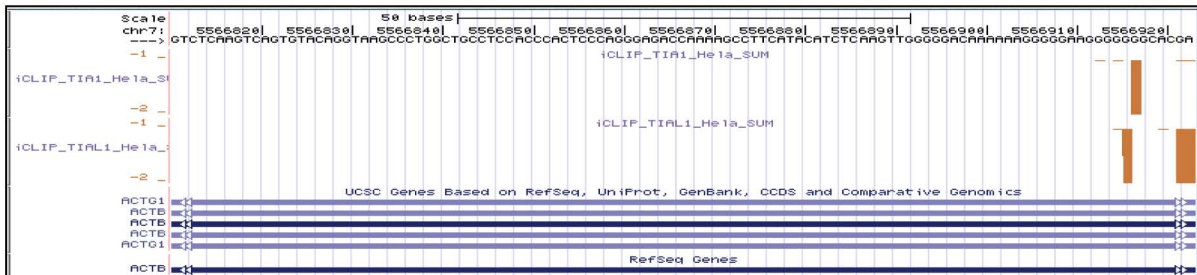 Scale 50 bases
chr7: 5566820 5566830 5566840 5566850 5566860 5566870 5566880 5566890 5566900 5566910 5566920
---> GTCTCAAGTCAGTGTACAGGTAAGCCCTGGCTGCCTCCACCCACTCCCAGGGAGACCAAAAGCCTTCATACATCTCAAGTTGGGGGACAAAAAAGGGGGAAGGGGGGGCACGA
iCLIP_TIA1_Hela_SUM
-1 _
iCLIP_TIA1_Hela_SU
-2 _
iCLIP_TIAL1_Hela_SUM
-1 _
iCLIP_TIAL1_Hela_S
-2 _
UCSC Genes Based on RefSeq, UniProt, GenBank, CCDS and Comparative Genomics
ACTG1
ACTB
ACTB
ACTB
ACTG1
RefSeq Genes
ACTB